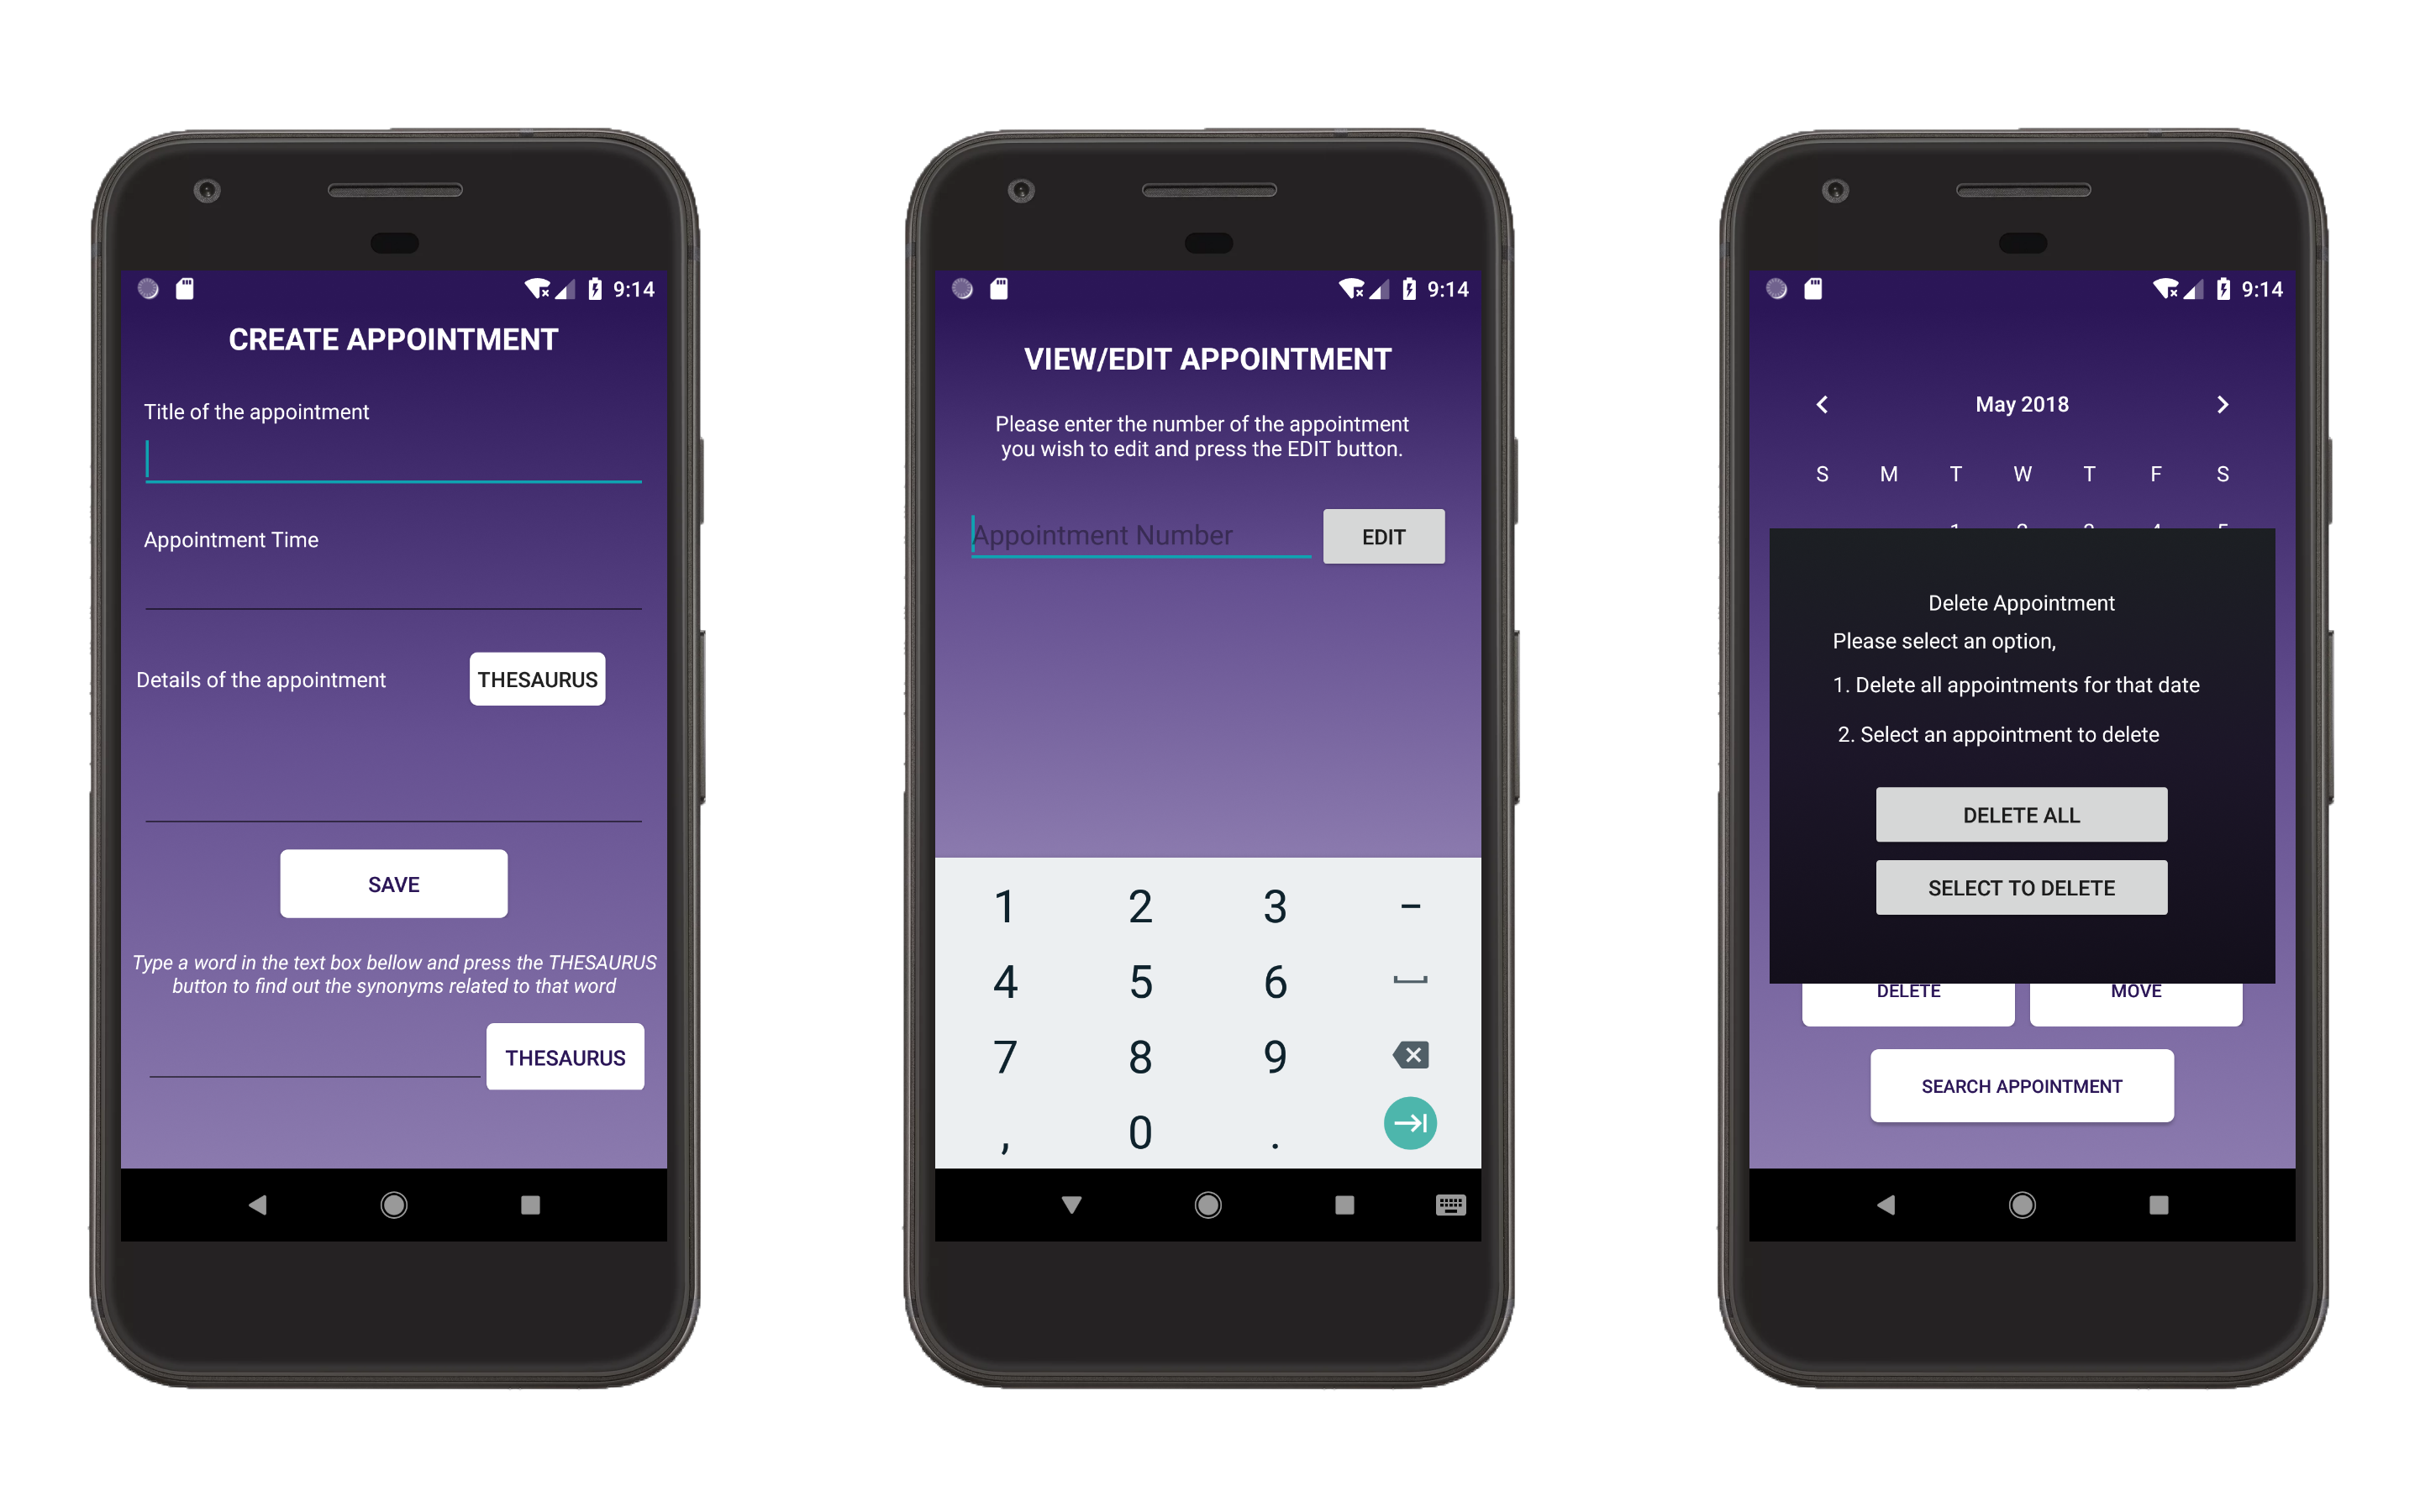 9:14
CREATE APPOINTMENT
Title of the appointment
Appointment Time
Details of the appointment
THESAURUS
SAVE
Type a word in the text box bellow and press the THESAURUS
button to find out the synonyms related to that word
THESAURUS
9:14
VIEW/EDIT APPOINTMENT
Please enter the number of the appointment
you wish to edit and press the EDIT button.
Appointment Number
EDIT
1 2 3 -
4 5 6
7 8 9
, 0 .
9:14
May 2018
S M T W T F S
1 2 3 4 5
Delete Appointment
Please select an option,
1. Delete all appointments for that date
2. Select an appointment to delete
DELETE ALL
SELECT TO DELETE
DELETE MOVE
SEARCH APPOINTMENT